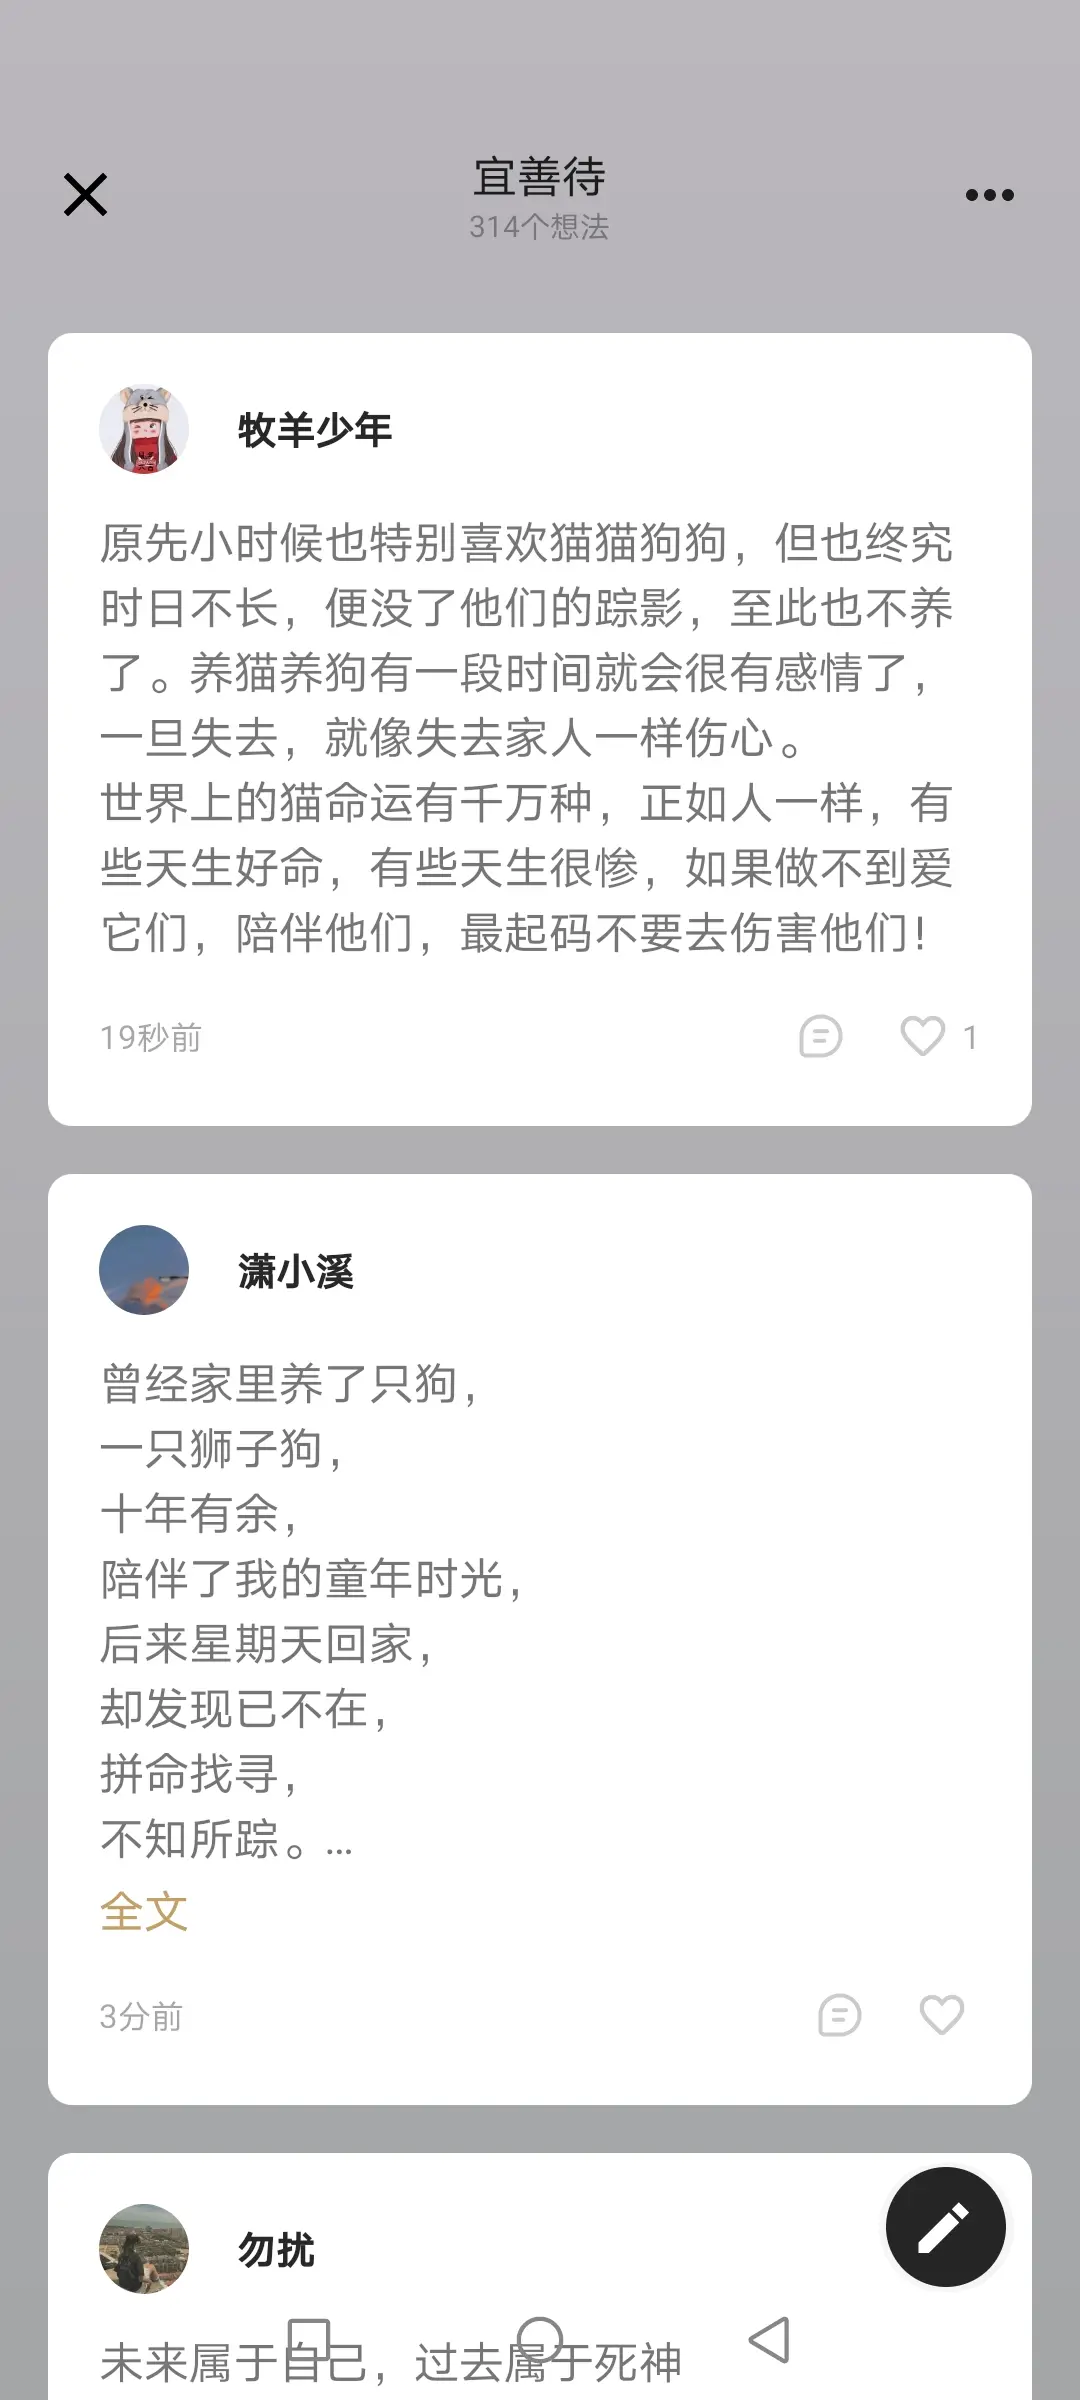 宜善待
314个想法
牧羊少年
原先小时候也特别喜欢猫猫狗狗，但也终究
时日不长，便没了他们的踪影，至此也不养
了。养猫养狗有一段时间就会很有感情了，
一旦失去，就像失去家人一样伤心。
世界上的猫命运有千万种，正如人一样，有
些天生好命，有些天生很惨，如果做不到爱
它们，陪伴他们，最起码不要去伤害他们！
19秒前
1
潇小溪
曾经家里养了只狗，
一只狮子狗，
十年有余，
陪伴了我的童年时光，
后来星期天回家，
却发现已不在，
拼命找寻，
不知所踪。...
全文
3分前
勿扰
未来属于自己，过去属于死神